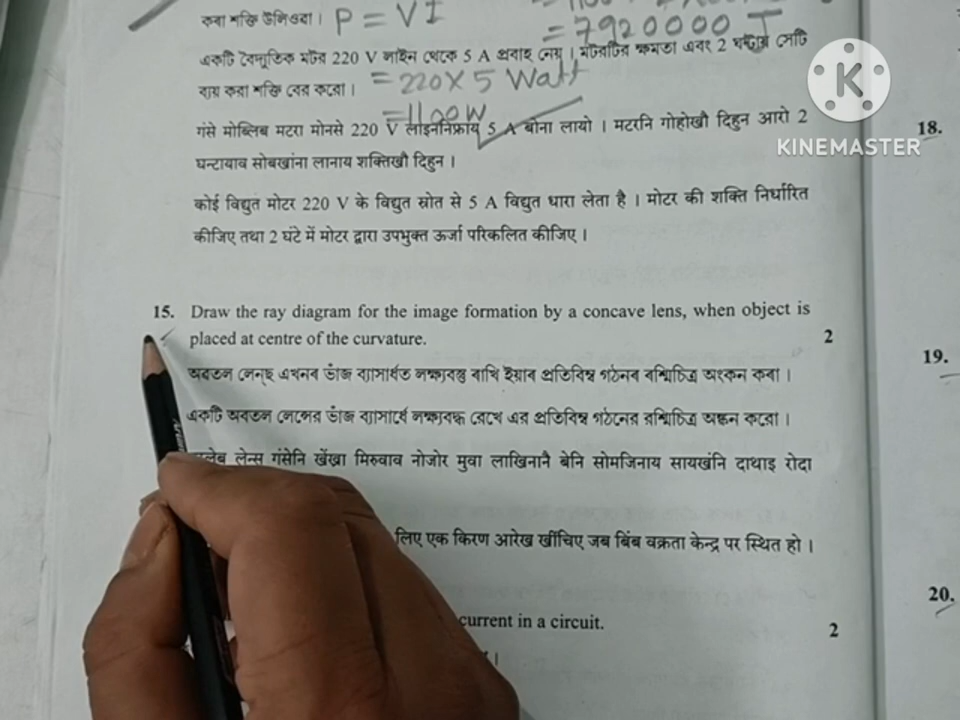 কৰা শক্তি উলিওৱা। P = VI
= 7920000 J
একটি বৈদ্যুতিক মটর 220 V লাইন থেকে 5 A প্রবাহ নেয়। মটরটির ক্ষমতা এবং 2 ঘন্টায় সেটি
ব্যয় করা শক্তি বের করো। = 220 X 5 Watt
= 1100 W
गंसे मोब्लिब मटरा मोनसे 220 V लाइननिफ्राय 5 A बोना लायो। मटरनि गोहोखौ दिहुन आरो 2
घन्टायाव सोबखांना लानाय शक्तिखौ दिहुन।
कोई विद्युत मोटर 220 V के विद्युत स्रोत से 5 A विद्युत धारा लेता है। मोटर की शक्ति निर्धारित
कीजिए तथा 2 घंटे में मोटर द्वारा उपभुक्त ऊर्जा परिकलित कीजिए।
15. Draw the ray diagram for the image formation by a concave lens, when object is
placed at centre of the curvature. 2
অবতল লেন্‌ছ এখনৰ ভাঁজ ব্যাসাৰ্ধত লক্ষ্যবস্তু ৰাখি ইয়াৰ প্ৰতিবিম্ব গঠনৰ ৰশ্মিচিত্ৰ অংকন কৰা।
একটি অবতল লেন্সের ভাঁজ ব্যাসার্ধে লক্ষ্যবস্তু রেখে এর প্রতিবিম্ব গঠনের রশ্মিচিত্র অঙ্কন করো।
लेन्स गंसेनि खेंख्रा मिरुवाव नोजोर मुवा लाखिनानै बेनि सोमजिनाय सायखंनि दाथाइ रोदा
लिए एक किरण आरेख खींचिए जब बिंब वक्रता केन्द्र पर स्थित हो।
current in a circuit. 2
18.
19.
20.
KINEMASTER